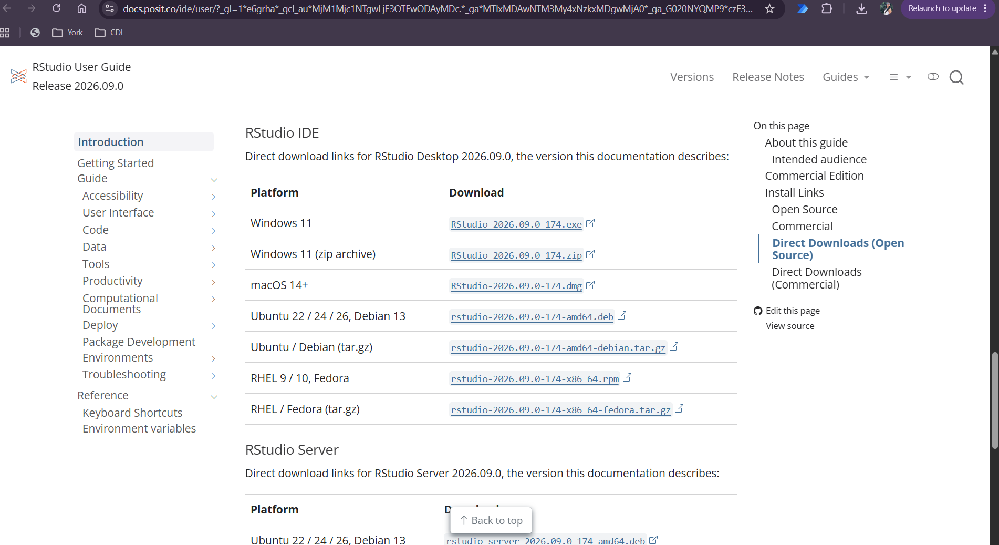 docs.posit.co/ide/user/?_gl=1*e6grha*_gcl_au*MjM1Mjc1NTgwLjE3OTEwODAyMDc.*_ga*MTIxMDAwNTM3My4xNzkxMDgwMjA0*_ga_G020NYQMP9*czE3...
Relaunch to update
York
CDI
RStudio User Guide
Release 2026.09.0
Versions
Release Notes
Guides
Introduction
Getting Started
Guide
Accessibility
User Interface
Code
Data
Tools
Productivity
Computational
Documents
Deploy
Package Development
Environments
Troubleshooting
Reference
Keyboard Shortcuts
Environment variables
RStudio IDE
Direct download links for RStudio Desktop 2026.09.0, the version this documentation describes:
Platform Download
Windows 11 RStudio-2026.09.0-174.exe
Windows 11 (zip archive) RStudio-2026.09.0-174.zip
macOS 14+ RStudio-2026.09.0-174.dmg
Ubuntu 22 / 24 / 26, Debian 13 rstudio-2026.09.0-174-amd64.deb
Ubuntu / Debian (tar.gz) rstudio-2026.09.0-174-amd64-debian.tar.gz
RHEL 9 / 10, Fedora rstudio-2026.09.0-174-x86_64.rpm
RHEL / Fedora (tar.gz) rstudio-2026.09.0-174-x86_64-fedora.tar.gz
RStudio Server
Direct download links for RStudio Server 2026.09.0, the version this documentation describes:
Platform
Back to top
Ubuntu 22 / 24 / 26, Debian 13 rstudio-server-2026.09.0-174-amd64.deb
On this page
About this guide
Intended audience
Commercial Edition
Install Links
Open Source
Commercial
Direct Downloads (Open
Source)
Direct Downloads
(Commercial)
Edit this page
View source